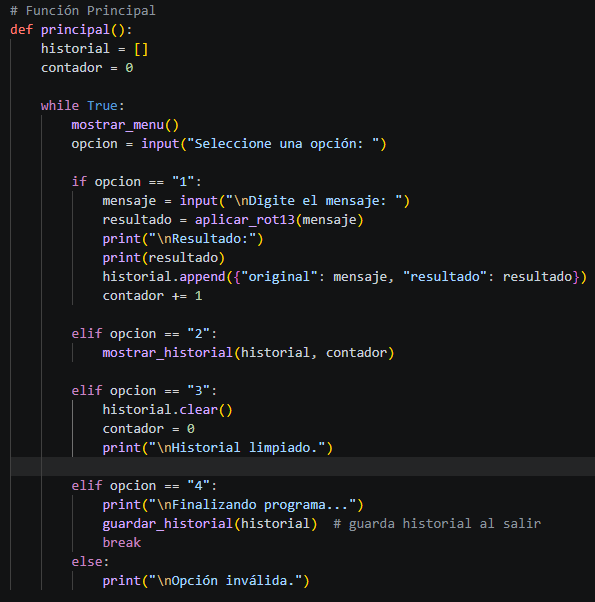 # Función Principal
def principal():
    historial = []
    contador = 0

    while True:
        mostrar_menu()
        opcion = input("Seleccione una opción: ")

        if opcion == "1":
            mensaje = input("\nDigite el mensaje: ")
            resultado = aplicar_rot13(mensaje)
            print("\nResultado:")
            print(resultado)
            historial.append({"original": mensaje, "resultado": resultado})
            contador += 1

        elif opcion == "2":
            mostrar_historial(historial, contador)

        elif opcion == "3":
            historial.clear()
            contador = 0
            print("\nHistorial limpiado.")

        elif opcion == "4":
            print("\nFinalizando programa...")
            guardar_historial(historial)  # guarda historial al salir
            break
        else:
            print("\nOpción inválida.")